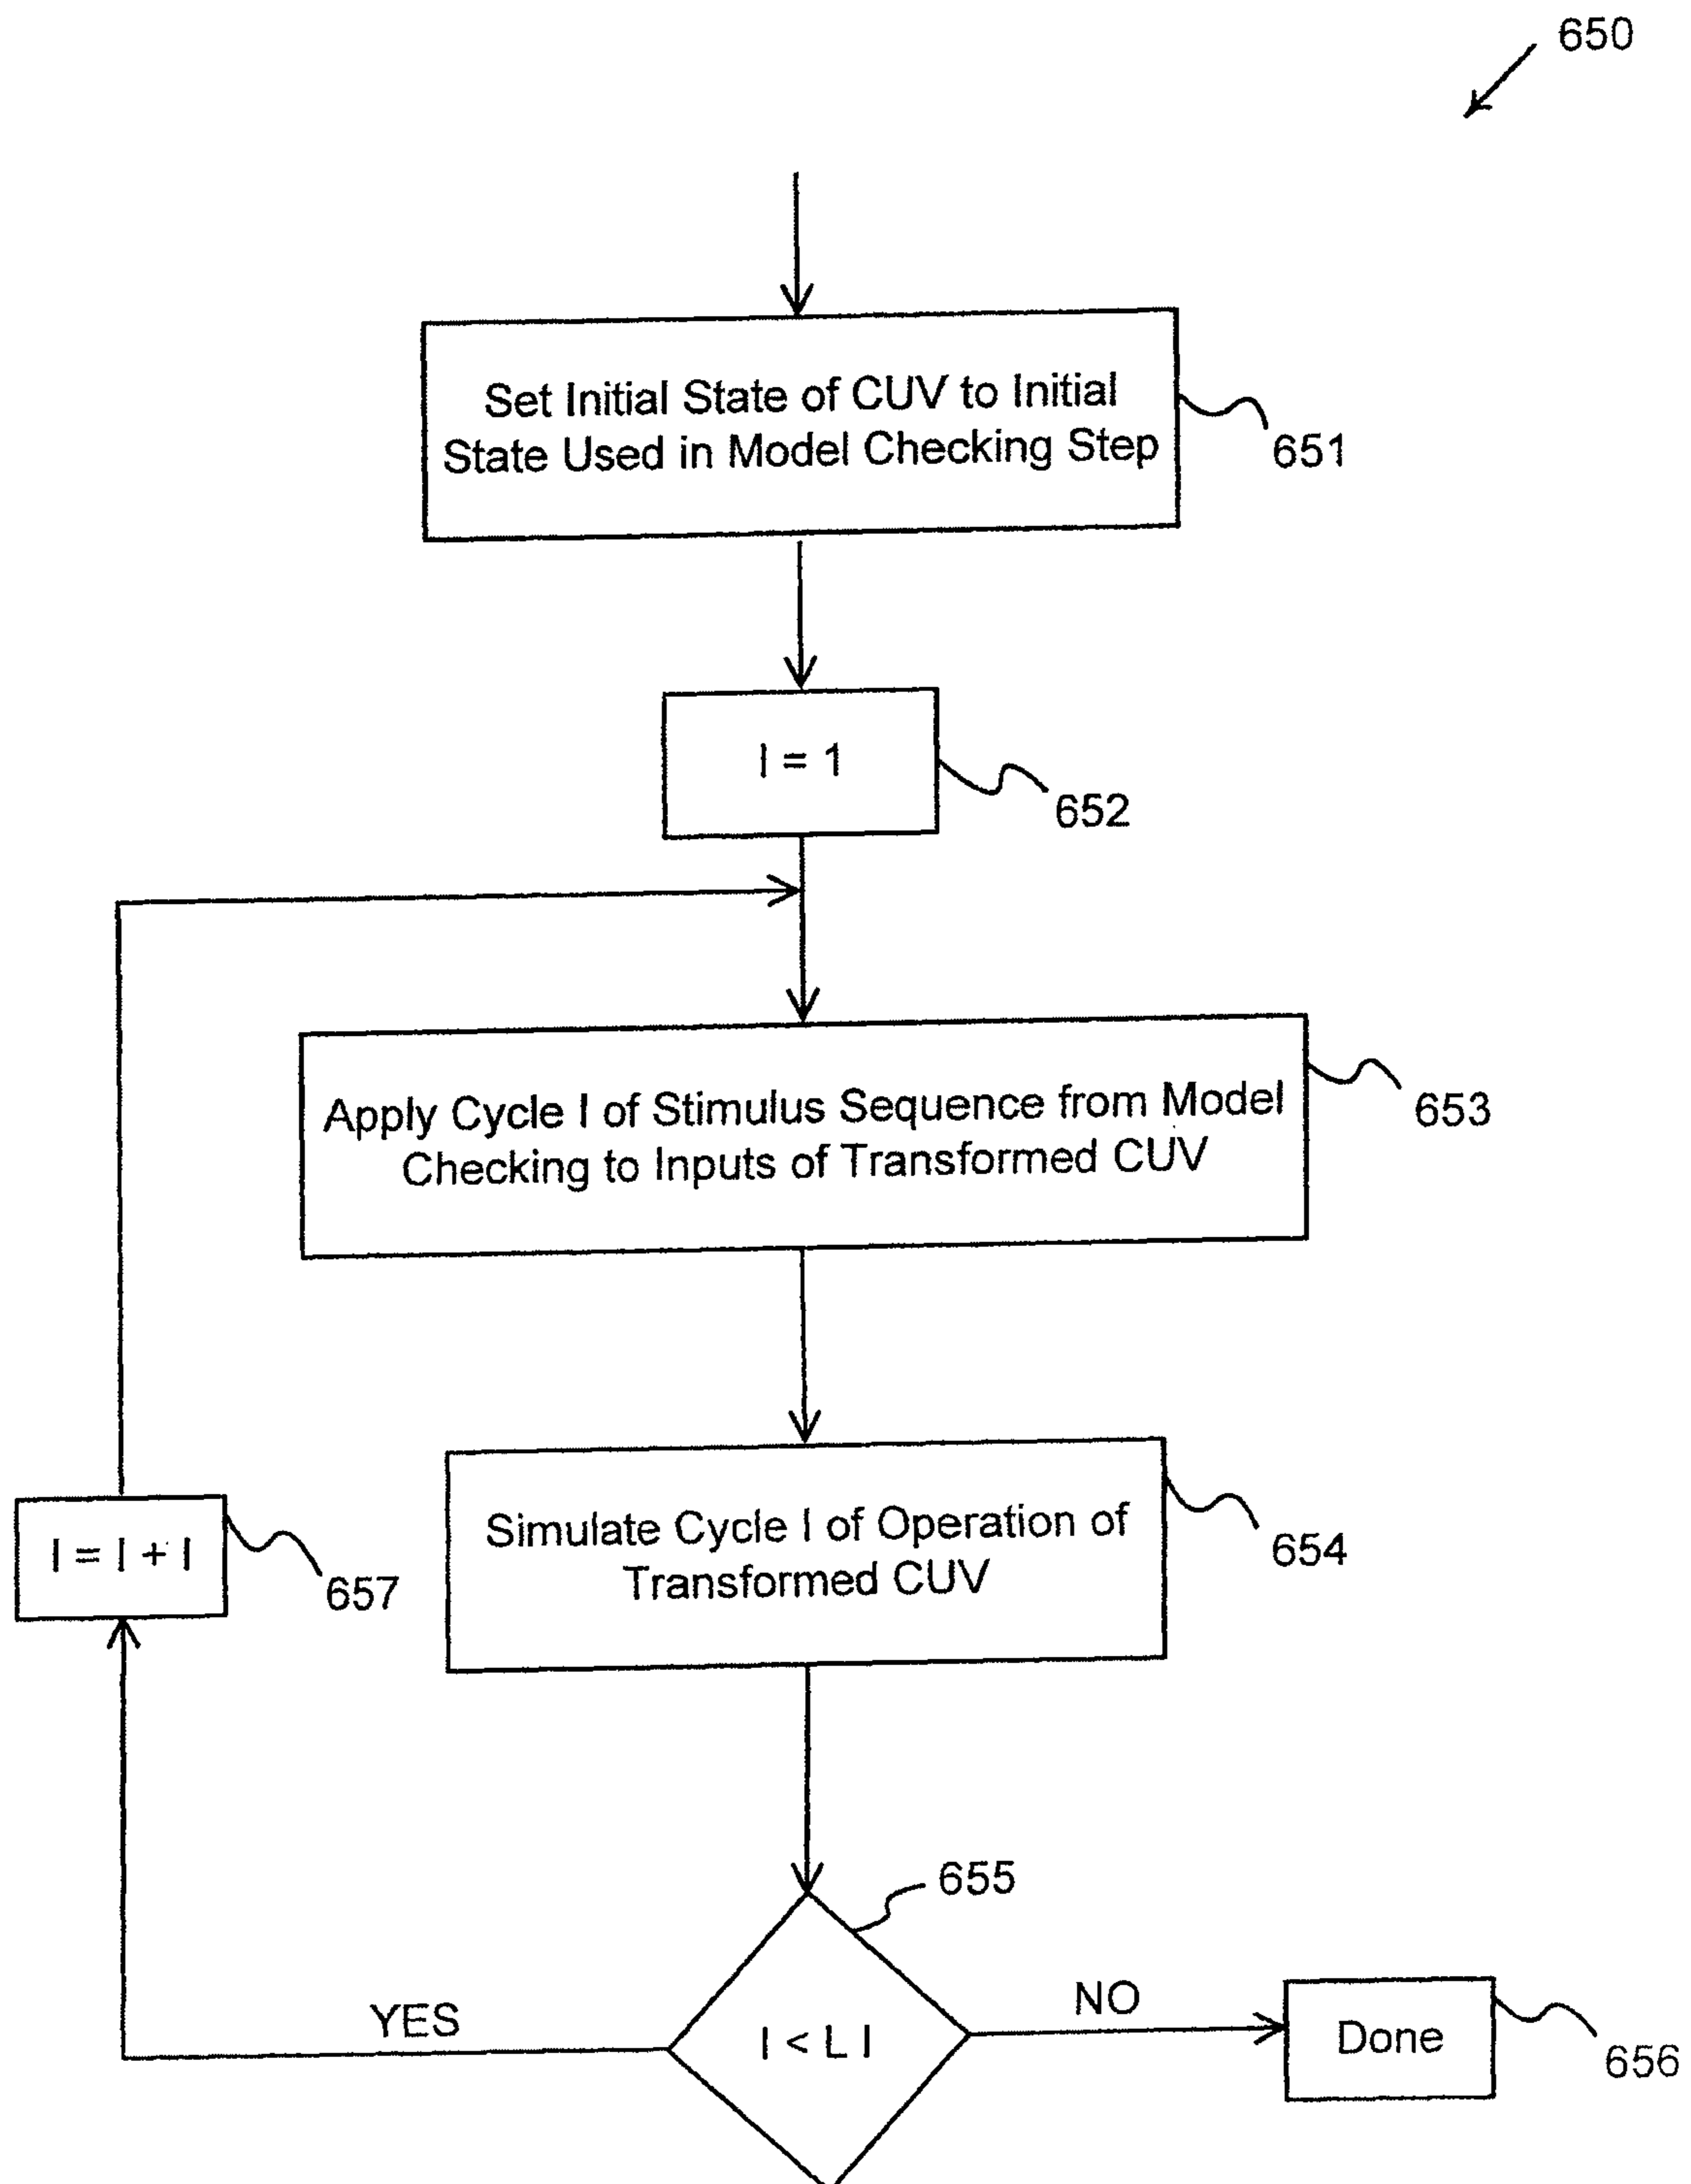 650
Set Initial State of CUV to Initial
State Used in Model Checking Step
651
I = 1
652
Apply Cycle I of Stimulus Sequence from Model
Checking to Inputs of Transformed CUV
653
Simulate Cycle I of Operation of
Transformed CUV
654
I = I + I
657
655
I < L I
YES
NO
Done
656